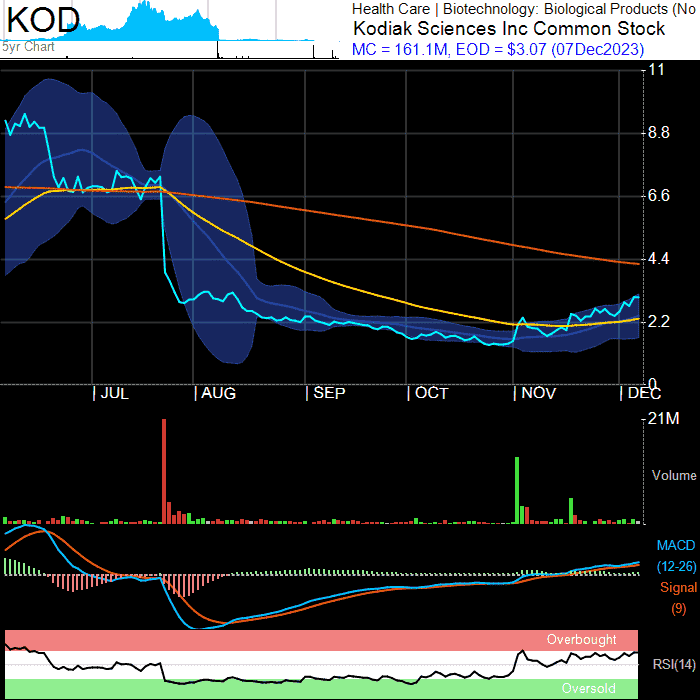 KOD
5yr Chart
Health Care | Biotechnology: Biological Products (No
Kodiak Sciences Inc Common Stock
MC = 161.1M, EOD = $3.07 (07Dec2023)
11
8.8
6.6
4.4
2.2
0
JUL AUG SEP OCT NOV DEC
21M
Volume
MACD
(12-26)
Signal
(9)
Overbought
RSI(14)
Oversold